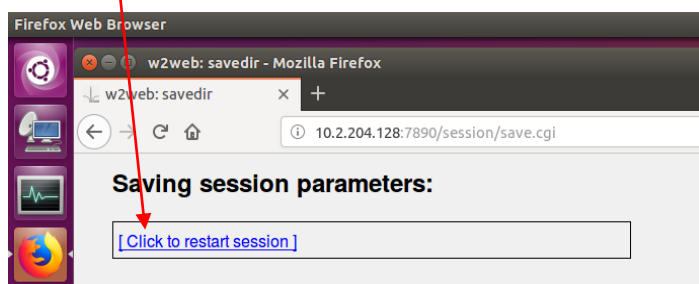 Firefox Web Browser
w2web: savedir - Mozilla Firefox
w2web: savedir
10.2.204.128:7890/session/save.cgi
Saving session parameters:
[ Click to restart session ]